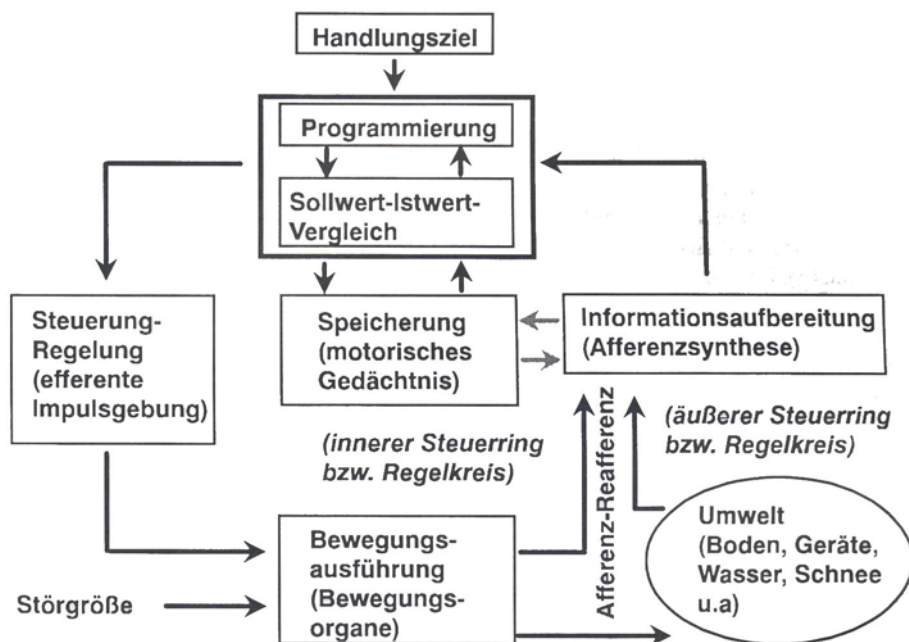 Handlungsziel
Programmierung
Sollwert-Istwert-
Vergleich
Steuerung-
Regelung
(efferente
Impulsgebung)
Speicherung
(motorisches
Gedächtnis)
Informationsaufbereitung
(Afferenzsynthese)
(innerer Steuerring
bzw. Regelkreis)
Afferenz-Reafferenz
(äußerer Steuerring
bzw. Regelkreis)
Störgröße
Bewegungs-
ausführung
(Bewegungs-
organe)
Umwelt
(Boden, Geräte,
Wasser, Schnee
u.a)